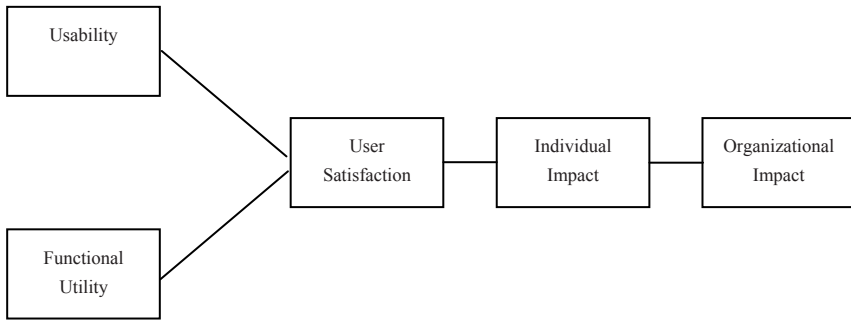 Usability
Functional
Utility
User
Satisfaction
Individual
Impact
Organizational
Impact